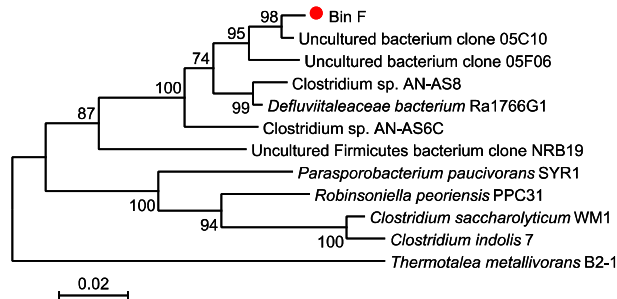 98
Bin F
95
Uncultured bacterium clone 05C10
74
Uncultured bacterium clone 05F06
100
Clostridium sp. AN-AS8
99
Defluviitaleaceae bacterium Ra1766G1
87
Clostridium sp. AN-AS6C
Uncultured Firmicutes bacterium clone NRB19
Parasporobacterium paucivorans SYR1
100
Robinsoniella peoriensis PPC31
94
Clostridium saccharolyticum WM1
100
Clostridium indolis 7
Thermotalea metallivorans B2-1
0.02